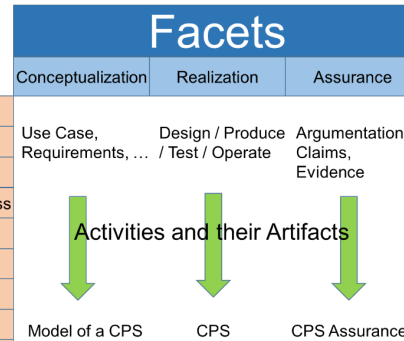 Facets
Conceptualization Realization Assurance
Use Case, Design / Produce Argumentation
Requirements, … / Test / Operate Claims,
Evidence
ss
Activities and their Artifacts
Model of a CPS CPS CPS Assurance